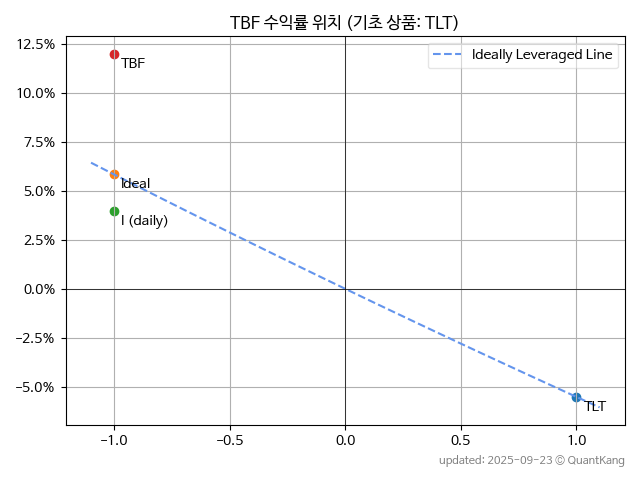 TBF 수익률 위치 (기초 상품: TLT)
12.5%
10.0%
7.5%
5.0%
2.5%
0.0%
−2.5%
−5.0%
Ideally Leveraged Line
TBF
Ideal
I (daily)
TLT
−1.0
−0.5
0.0
0.5
1.0
updated: 2025-09-23 © QuantKang